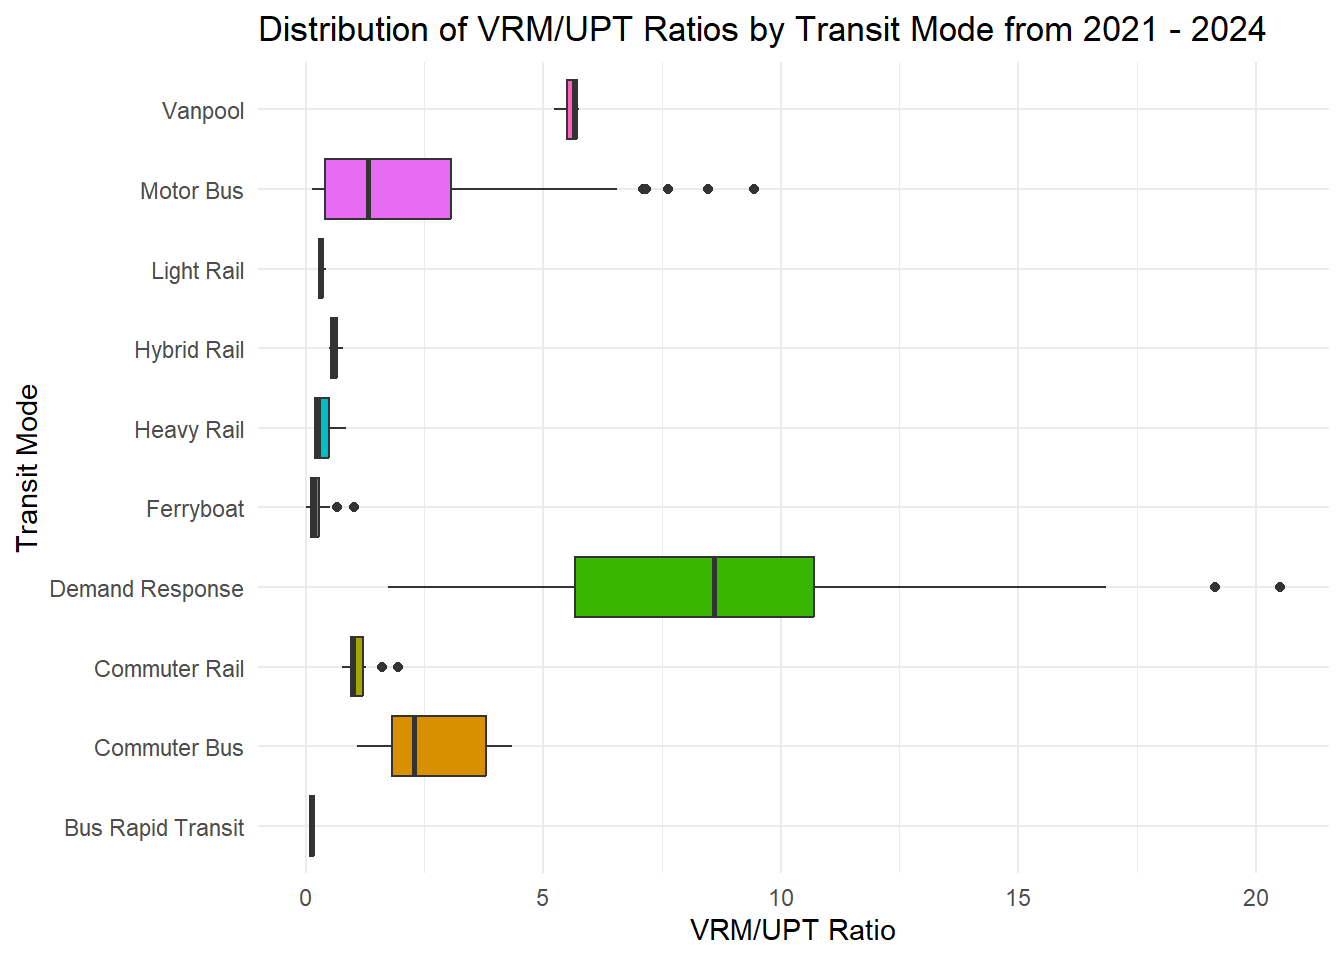 Distribution of VRM/UPT Ratios by Transit Mode from 2021 - 2024
Transit Mode
Vanpool
Motor Bus
Light Rail
Hybrid Rail
Heavy Rail
Ferryboat
Demand Response
Commuter Rail
Commuter Bus
Bus Rapid Transit
0 5 10 15 20
VRM/UPT Ratio